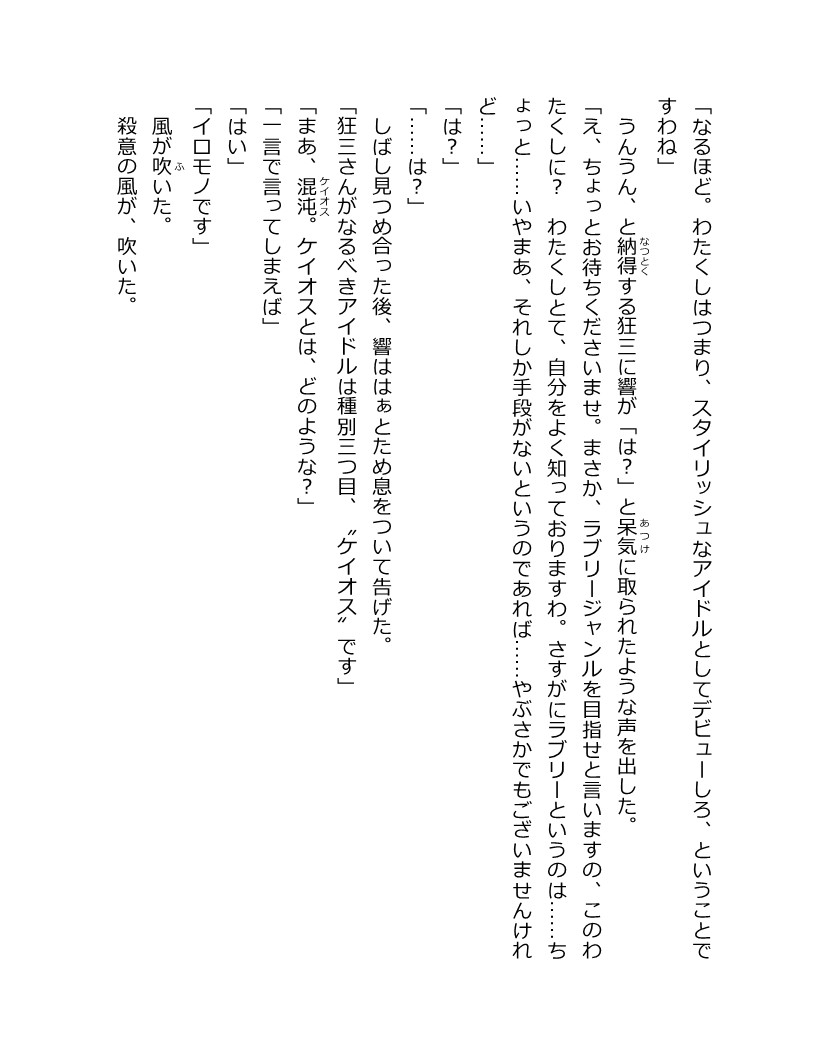 「なるほど。わたくしはつまり、スタイリッシュなアイドルとしてデビューしろ、ということで
すわね」
　うんうん、と納得する狂三に響が「は？」と呆気に取られたような声を出した。
「え、ちょっとお待ちくださいませ。まさか、ラブリージャンルを目指せと言いますの、このわ
たくしに？　わたくしとて、自分をよく知っておりますわ。さすがにラブリーというのは……ち
ょっと……いやまあ、それしか手段がないというのであれば……やぶさかでもございませんけれ
ど……」
「は？」
「……は？」
　しばし見つめ合った後、響ははぁとため息をついて告げた。
「狂三さんがなるべきアイドルは種別三つ目、〝ケイオス〟です」
「まあ、混沌。ケイオスとは、どのような？」
「一言で言ってしまえば」
「はい」
「イロモノです」
　風が吹いた。
　殺意の風が、吹いた。